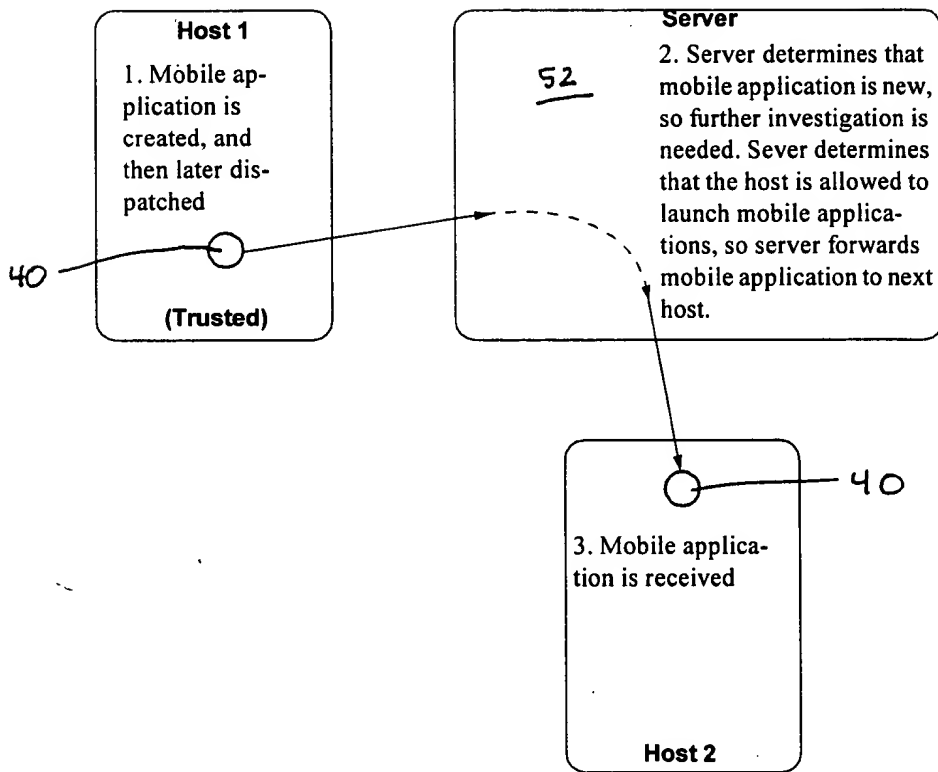 Host 1
1. Mobile ap-
plication is
created, and
then later dis-
patched
40
(Trusted)
Server
52
2. Server determines that
mobile application is new,
so further investigation is
needed. Sever determines
that the host is allowed to
launch mobile applica-
tions, so server forwards
mobile application to next
host.
40
3. Mobile applica-
tion is received
Host 2